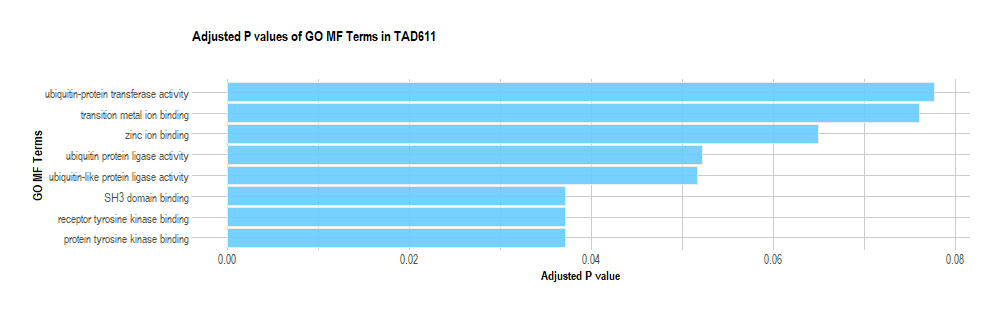 Adjusted P values of GO MF Terms in TAD611
GO MF Terms
ubiquitin-protein transferase activity
transition metal ion binding
zinc ion binding
ubiquitin protein ligase activity
ubiquitin-like protein ligase activity
SH3 domain binding
receptor tyrosine kinase binding
protein tyrosine kinase binding
0.00 0.02 0.04 0.06 0.08
Adjusted P value